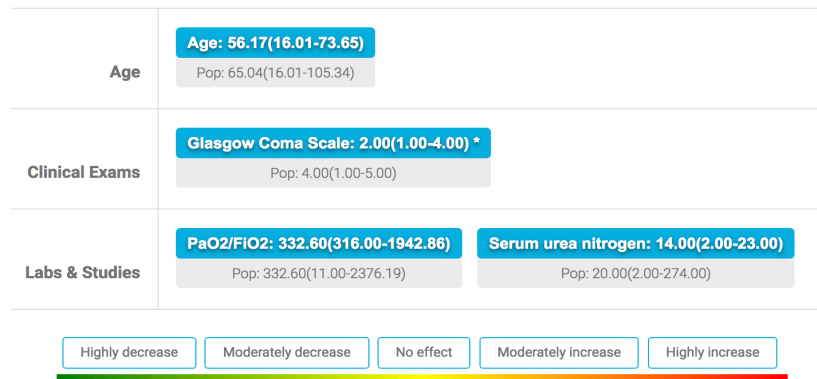 Age
Age: 56.17(16.01-73.65)
Pop: 65.04(16.01-105.34)
Clinical Exams
Glasgow Coma Scale: 2.00(1.00-4.00) *
Pop: 4.00(1.00-5.00)
Labs & Studies
PaO2/FiO2: 332.60(316.00-1942.86)
Pop: 332.60(11.00-2376.19)
Serum urea nitrogen: 14.00(2.00-23.00)
Pop: 20.00(2.00-274.00)
Highly decrease
Moderately decrease
No effect
Moderately increase
Highly increase